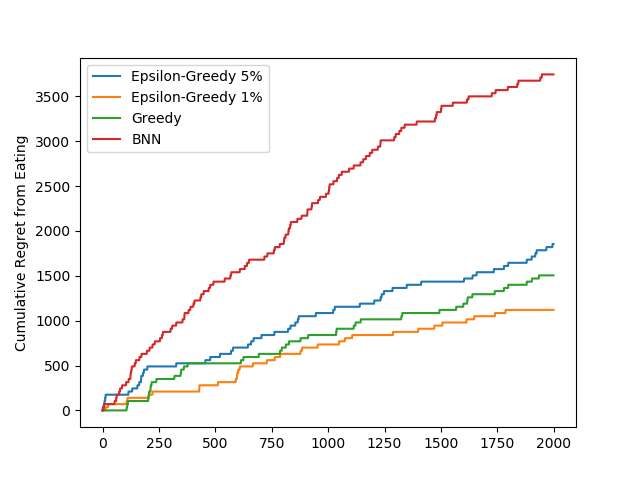 Epsilon-Greedy 5%
Epsilon-Greedy 1%
Greedy
BNN
Cumulative Regret from Eating
3500
3000
2500
2000
1500
1000
500
0
0 250 500 750 1000 1250 1500 1750 2000